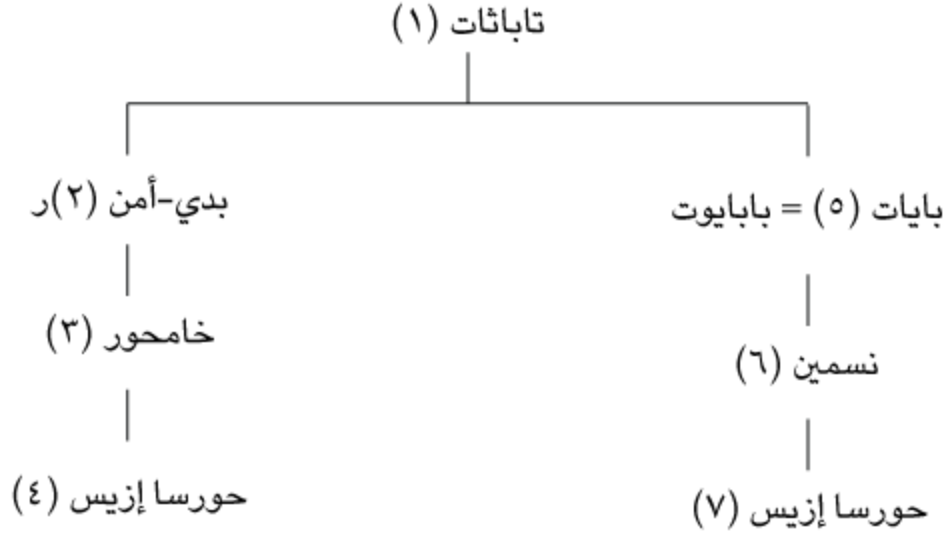 تاباثات (١)
بايات (٥) = بابايوت
بدي-أمن (٢)ر
نسمين (٦)
خامحور (٣)
حورسا إزيس (٧)
حورسا إزيس (٤)